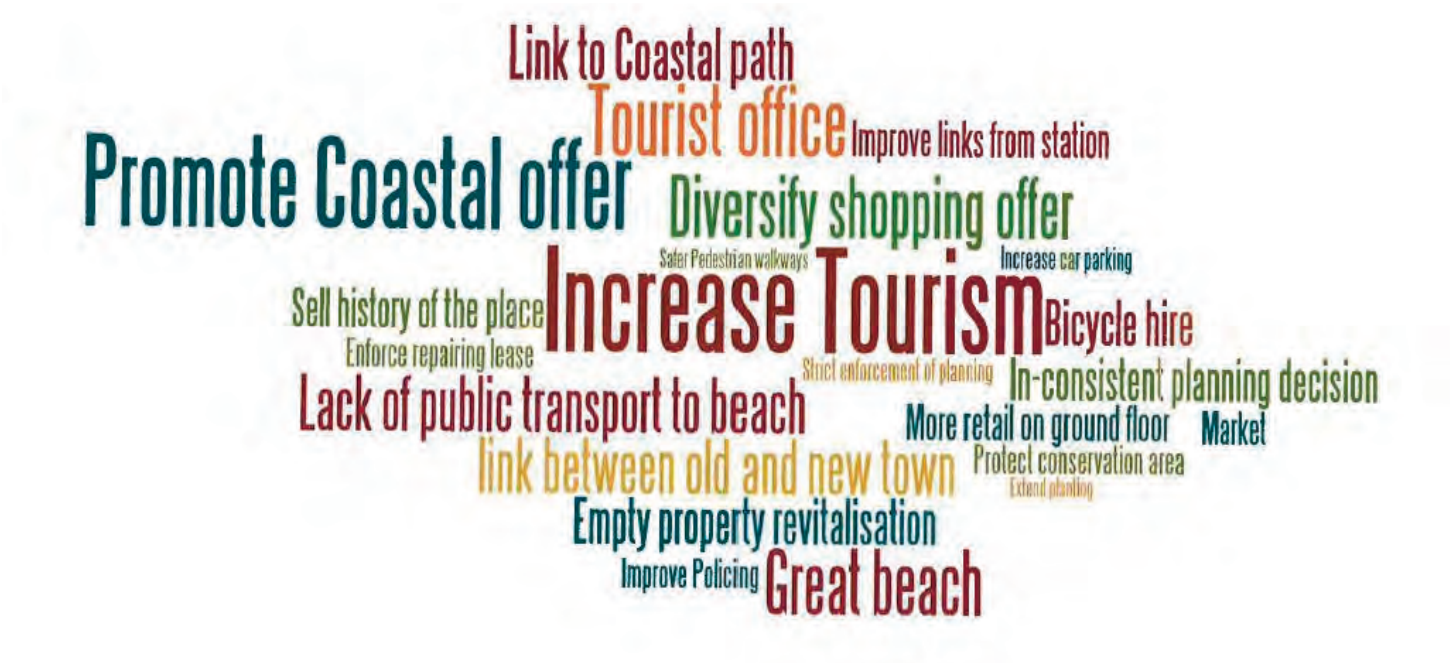 Link to Coastal path
Tourist office
Improve links from station
Promote Coastal offer
Diversify shopping offer
Safer Pedestrian walkways
Increase car parking
Increase Tourism
Sell history of the place
Bicycle hire
Enforce repairing lease
Strict enforcement of planning
In-consistent planning decision
Lack of public transport to beach
More retail on ground floor
Market
link between old and new town
Protect conservation area
Extend planting
Empty property revitalisation
Improve Policing
Great beach